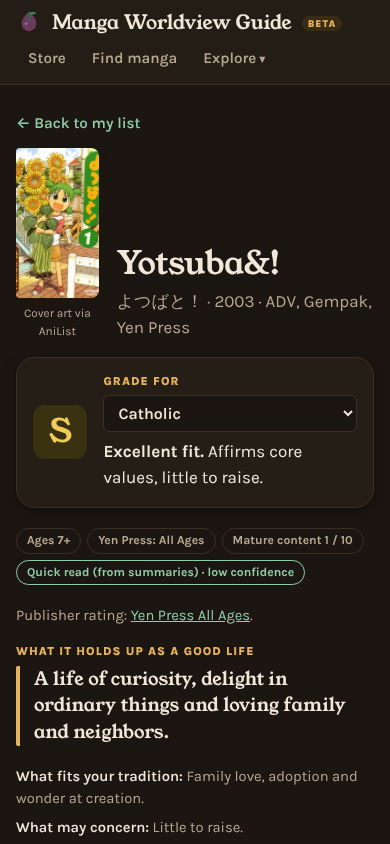 Manga Worldview Guide BETA
Store Find manga Explore ▾
← Back to my list
よつばと!
1
Cover art via
AniList
Yotsuba&!
よつばと! · 2003 · ADV, Gempak,
Yen Press
GRADE FOR
S
Catholic
Excellent fit. Affirms core
values, little to raise.
Ages 7+ Yen Press: All Ages Mature content 1 / 10
Quick read (from summaries) · low confidence
Publisher rating: Yen Press All Ages.
WHAT IT HOLDS UP AS A GOOD LIFE
A life of curiosity, delight in
ordinary things and loving family
and neighbors.
What fits your tradition: Family love, adoption and
wonder at creation.
What may concern: Little to raise.